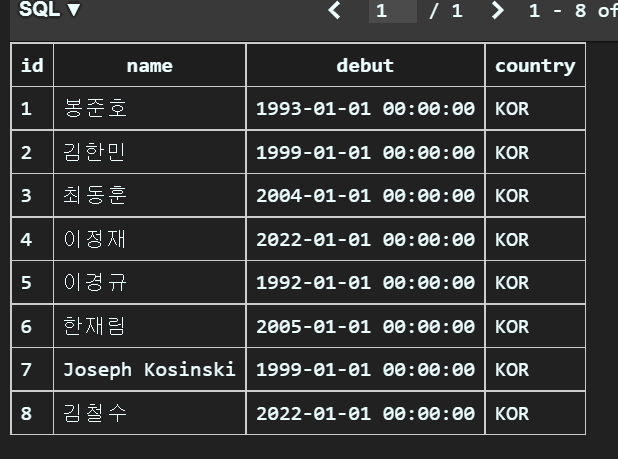 SQL ▼ < 1 / 1 > 1 - 8 of
id name debut country
1 봉준호 1993-01-01 00:00:00 KOR
2 김한민 1999-01-01 00:00:00 KOR
3 최동훈 2004-01-01 00:00:00 KOR
4 이정재 2022-01-01 00:00:00 KOR
5 이경규 1992-01-01 00:00:00 KOR
6 한재림 2005-01-01 00:00:00 KOR
7 Joseph Kosinski 1999-01-01 00:00:00 KOR
8 김철수 2022-01-01 00:00:00 KOR